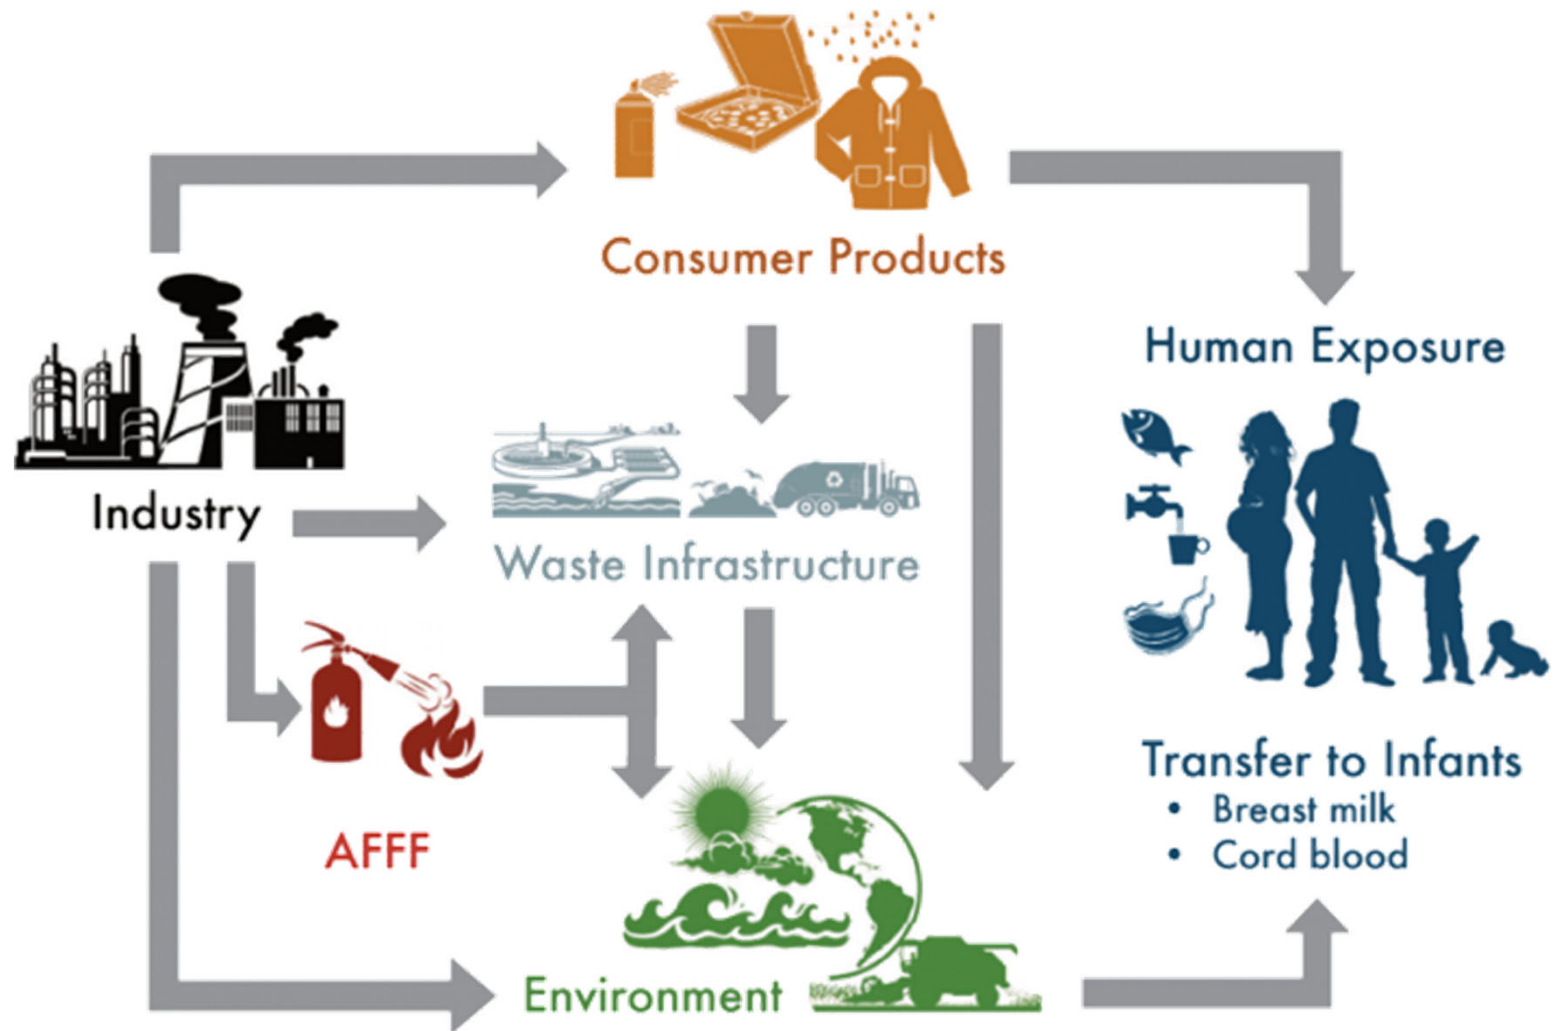 Consumer Products
Human Exposure
Industry
Waste Infrastructure
Transfer to Infants
• Breast milk
• Cord blood
AFFF
Environment